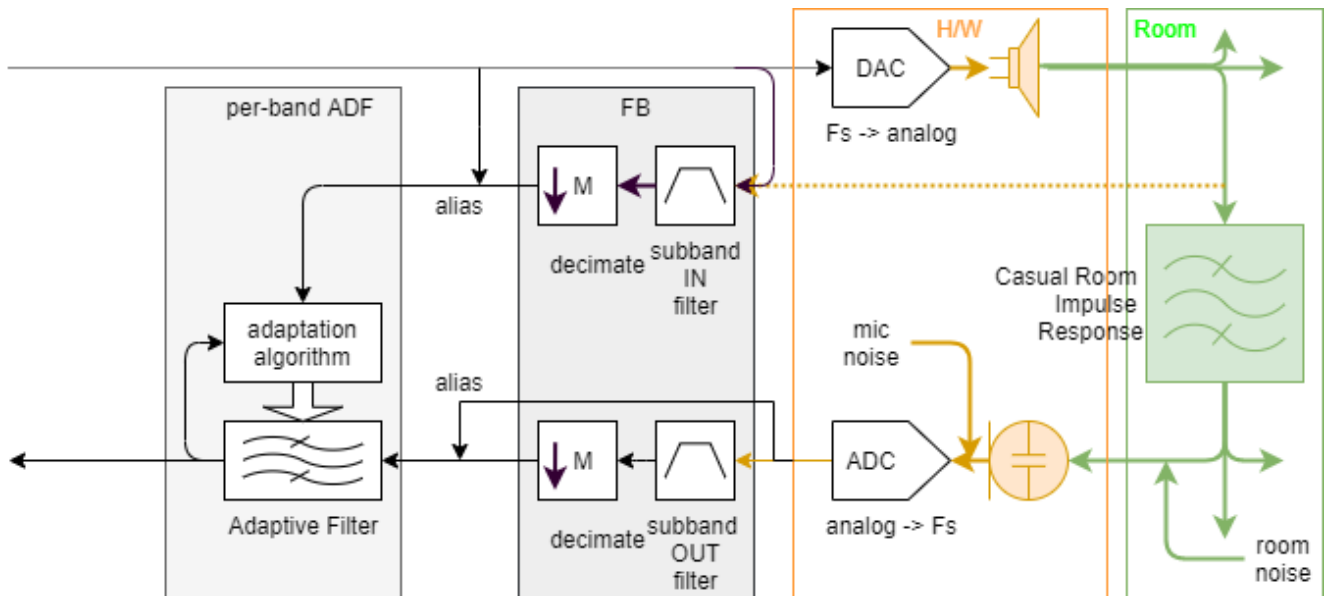 H/W
Room
DAC
per-band ADF
FB
Fs -> analog
M
alias
decimate
subband
IN
filter
Casual Room
Impulse
Response
adaptation
algorithm
mic
noise
alias
M
ADC
Adaptive Filter
decimate
subband
OUT
filter
analog -> Fs
room
noise